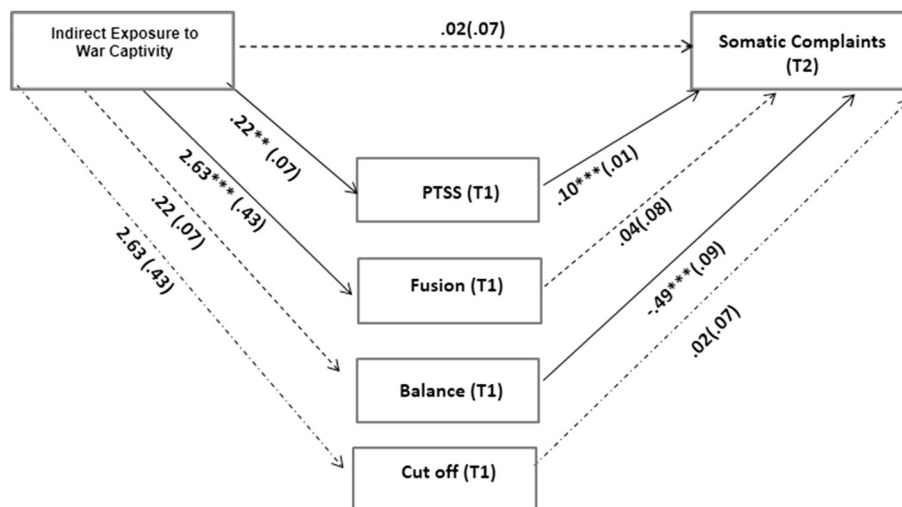 Indirect Exposure to
War Captivity
.02(.07)
Somatic Complaints
(T2)
.22**(.07)
2.63***(.43)
.22(.07)
2.63(.43)
PTSS (T1)
.10***(.01)
Fusion (T1)
.04(.08)
Balance (T1)
-.49***(.09)
Cut off (T1)
.02(.07)